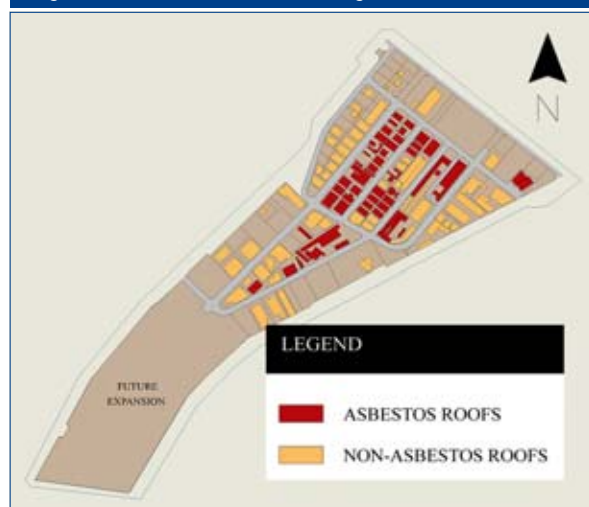 N
FUTURE
EXPANSION
LEGEND
ASBESTOS ROOFS
NON-ASBESTOS ROOFS